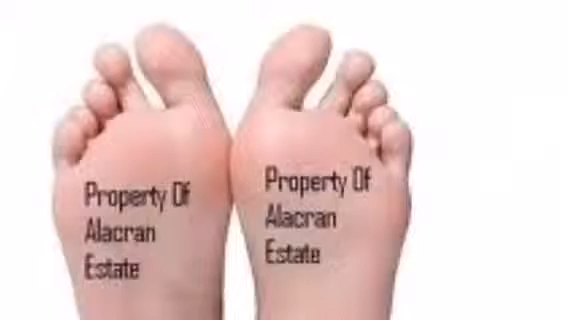 Property Of
Alacran
Estate
Property Of
Alacran
Estate